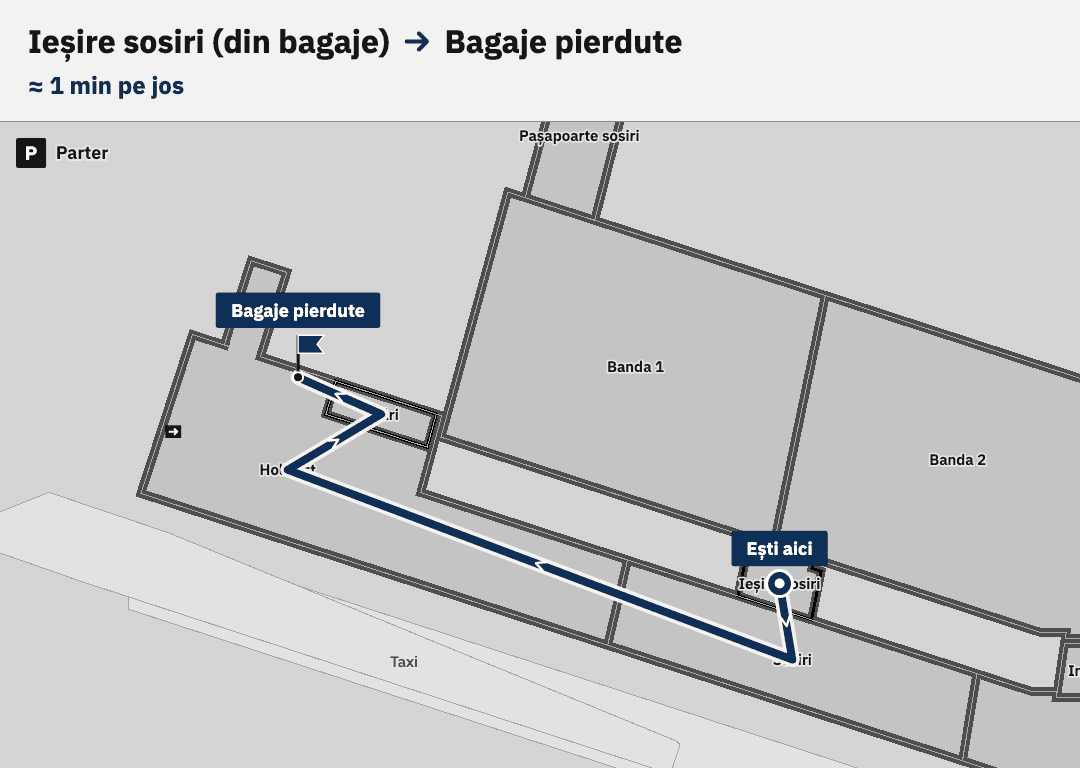 Ieșire sosiri (din bagaje) → Bagaje pierdute
≈ 1 min pe jos
P Parter
Pașapoarte sosiri
Bagaje pierdute
Banda 1
Banda 2
Ești aici
Taxi